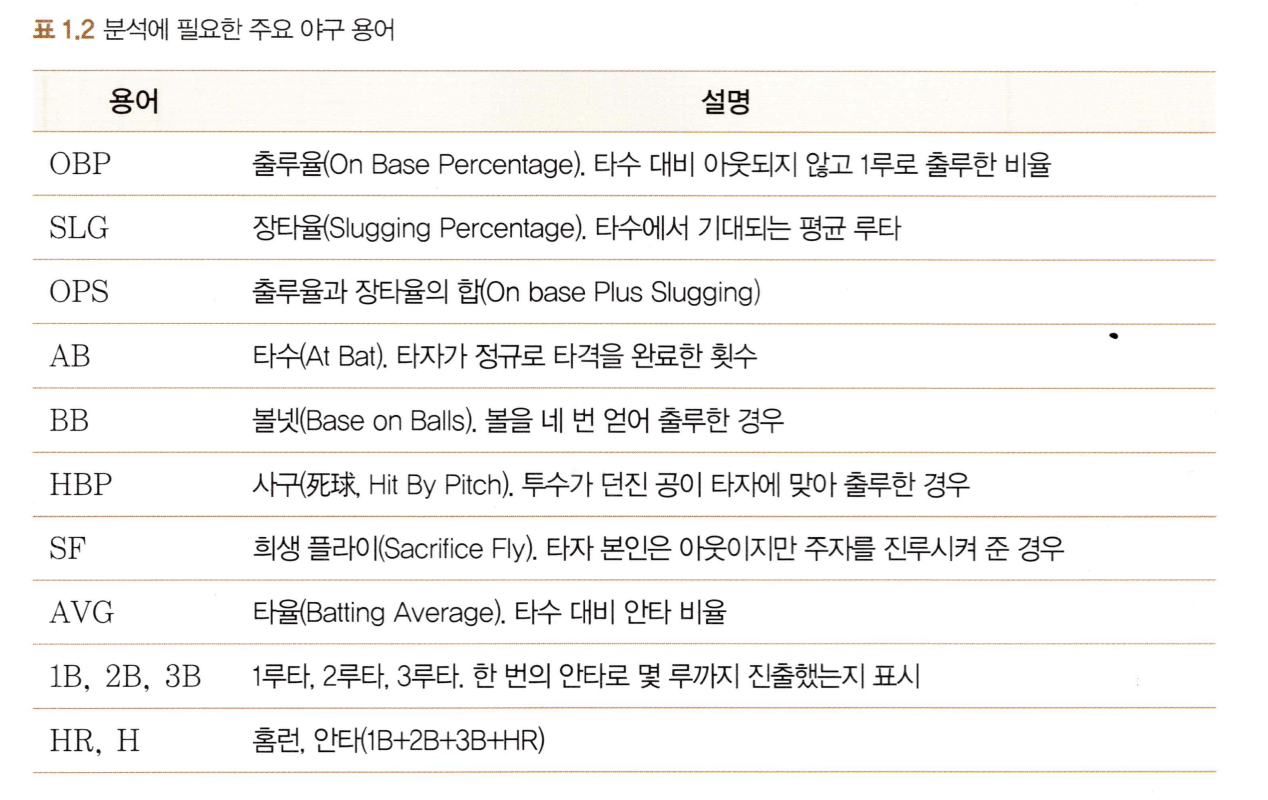 표 1.2 분석에 필요한 주요 야구 용어
용어 설명
OBP 출루율(On Base Percentage). 타수 대비 아웃되지 않고 1루로 출루한 비율
SLG 장타율(Slugging Percentage). 타수에서 기대되는 평균 루타
OPS 출루율과 장타율의 합(On base Plus Slugging)
AB 타수(At Bat). 타자가 정규로 타격을 완료한 횟수
BB 볼넷(Base on Balls). 볼을 네 번 얻어 출루한 경우
HBP 사구(死球, Hit By Pitch). 투수가 던진 공이 타자에 맞아 출루한 경우
SF 희생 플라이(Sacrifice Fly). 타자 본인은 아웃이지만 주자를 진루시켜 준 경우
AVG 타율(Batting Average). 타수 대비 안타 비율
1B, 2B, 3B 1루타, 2루타, 3루타. 한 번의 안타로 몇 루까지 진출했는지 표시
HR, H 홈런, 안타(1B+2B+3B+HR)